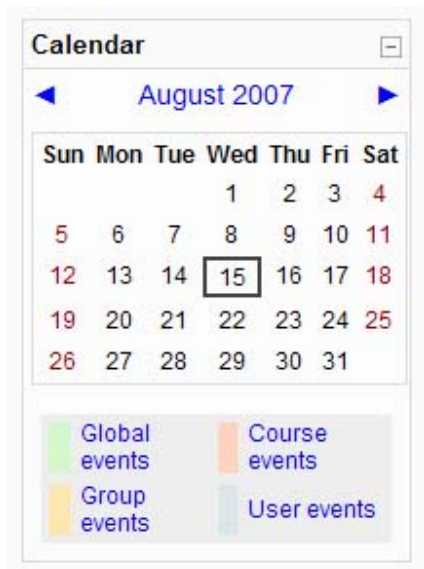 Calendar
◄ August 2007 ►
Sun Mon Tue Wed Thu Fri Sat
1 2 3 4
5 6 7 8 9 10 11
12 13 14 15 16 17 18
19 20 21 22 23 24 25
26 27 28 29 30 31
Global events
Course events
Group events
User events